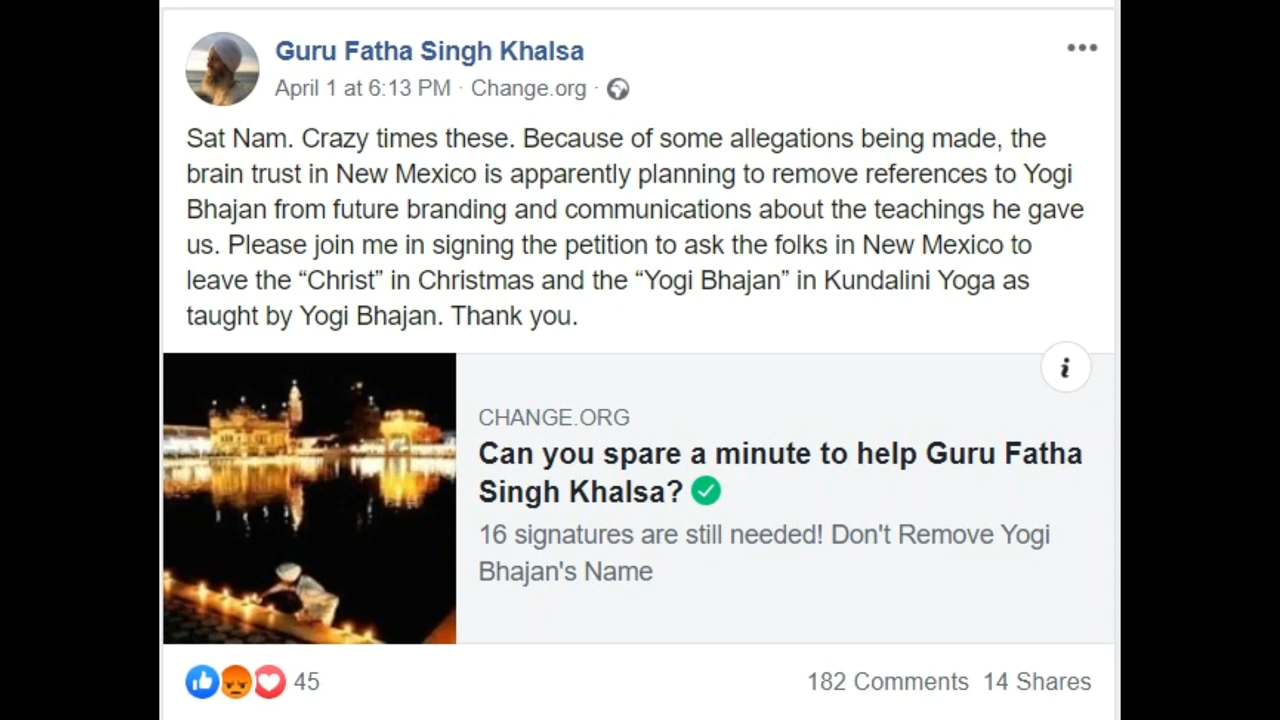 Guru Fatha Singh Khalsa
April 1 at 6:13 PM · Change.org ·
Sat Nam. Crazy times these. Because of some allegations being made, the
brain trust in New Mexico is apparently planning to remove references to Yogi
Bhajan from future branding and communications about the teachings he gave
us. Please join me in signing the petition to ask the folks in New Mexico to
leave the “Christ” in Christmas and the “Yogi Bhajan” in Kundalini Yoga as
taught by Yogi Bhajan. Thank you.
i
CHANGE.ORG
Can you spare a minute to help Guru Fatha
Singh Khalsa?
16 signatures are still needed! Don't Remove Yogi
Bhajan's Name
45
182 Comments 14 Shares